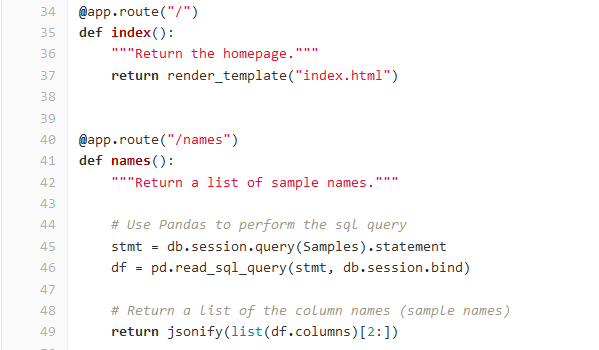 34 @app.route("/")
35 def index():
36     """Return the homepage."""
37     return render_template("index.html")
38
39
40 @app.route("/names")
41 def names():
42     """Return a list of sample names."""
43
44     # Use Pandas to perform the sql query
45     stmt = db.session.query(Samples).statement
46     df = pd.read_sql_query(stmt, db.session.bind)
47
48     # Return a list of the column names (sample names)
49     return jsonify(list(df.columns)[2:])